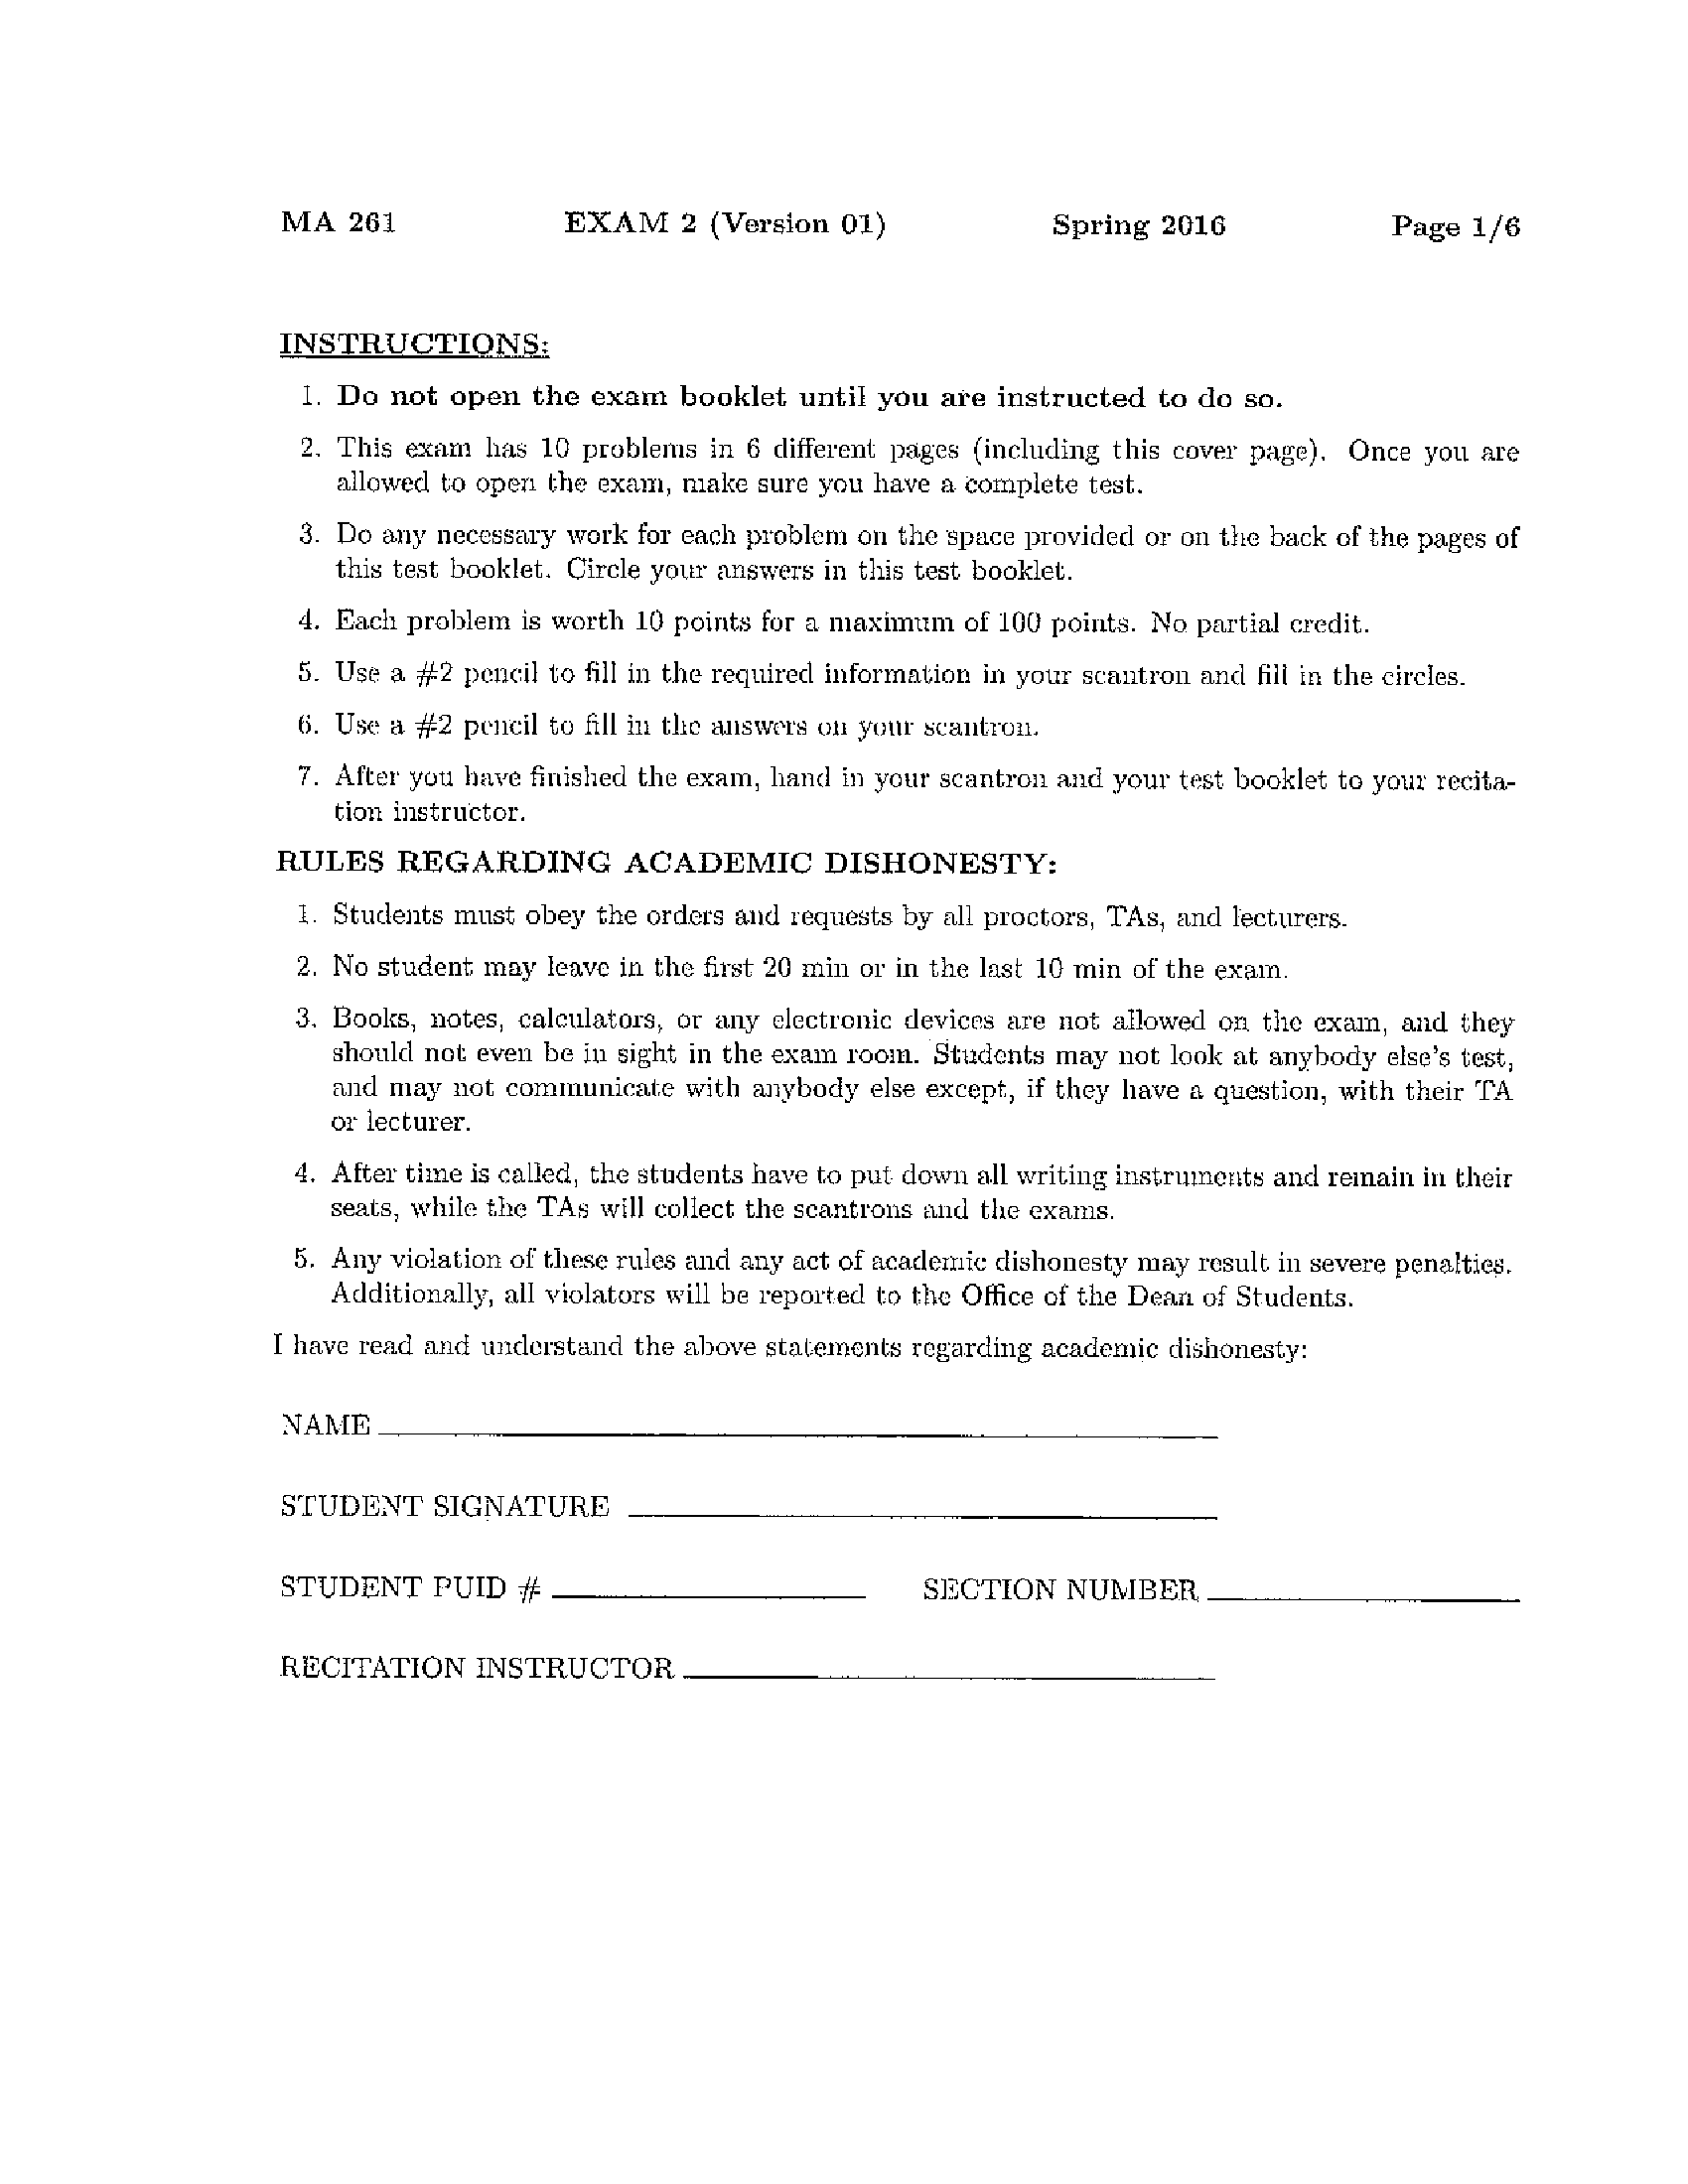 MA 261 EXAM 2 (Version 01) Spring 2016 Page 1/6
INSTRUCTIONS:
1. Do not open the exam booklet until you are instructed to do so.
2. This exam has 10 problems in 6 different pages (including this cover page). Once you are
allowed to open the exam, make sure you have a complete test.
3. Do any necessary work for each problem on the space provided or on the back of the pages of
this test booklet. Circle your answers in this test booklet.
4. Each problem is worth 10 points for a maximum of 100 points. No partial credit.
5. Use a #2 pencil to fill in the required information in your scantron and fill in the circles.
6. Use a #2 pencil to fill in the answers on your scantron.
7. After you have finished the exam, hand in your scantron and your test booklet to your recita-
tion instructor.
RULES REGARDING ACADEMIC DISHONESTY:
1. Students must obey the orders and requests by all proctors, TAs, and lecturers.
2. No student may leave in the first 20 min or in the last 10 min of the exam.
3. Books, notes, calculators, or any electronic devices are not allowed on the exam, and they
should not even be in sight in the exam room. Students may not look at anybody else's test,
and may not communicate with anybody else except, if they have a question, with their TA
or lecturer.
4. After time is called, the students have to put down all writing instruments and remain in their
seats, while the TAs will collect the scantrons and the exams.
5. Any violation of these rules and any act of academic dishonesty may result in severe penalties.
Additionally, all violators will be reported to the Office of the Dean of Students.
I have read and understand the above statements regarding academic dishonesty:
NAME
STUDENT SIGNATURE
STUDENT PUID # SECTION NUMBER
RECITATION INSTRUCTOR